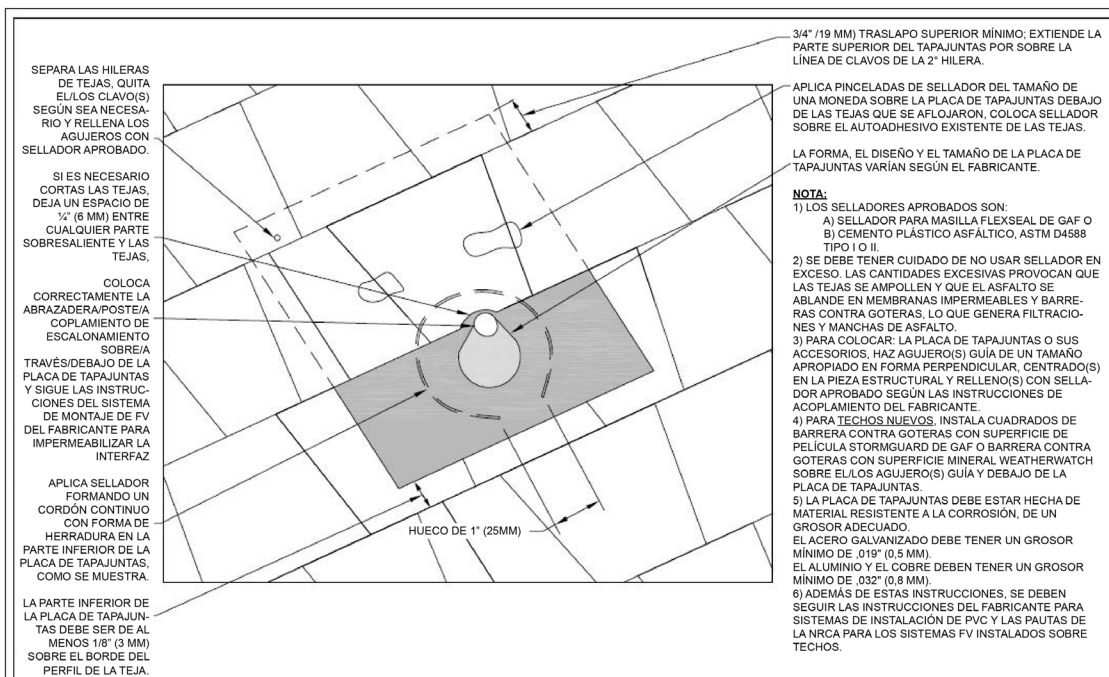 SEPARA LAS HILERAS
DE TEJAS, QUITA
EL/LOS CLAVO(S)
SEGÚN SEA NECESA-
RIO Y RELLENA LOS
AGUJEROS CON
SELLADOR APROBADO.
SI ES NECESARIO
CORTAS LAS TEJAS,
DEJA UN ESPACIO DE
¼" (6 MM) ENTRE
CUALQUIER PARTE
SOBRESALIENTE Y LAS
TEJAS,
COLOCA
CORRECTAMENTE LA
ABRAZADERA/POSTE/A
COPLAMIENTO DE
ESCALONAMIENTO
SOBRE/A
TRAVÉS/DEBAJO DE LA
PLACA DE TAPAJUNTAS
Y SIGUE LAS INSTRUC-
CIONES DEL SISTEMA
DE MONTAJE DE FV
DEL FABRICANTE PARA
IMPERMEABILIZAR LA
INTERFAZ
APLICA SELLADOR
FORMANDO UN
CORDÓN CONTINUO
CON FORMA DE
HERRADURA EN LA
PARTE INFERIOR DE LA
PLACA DE TAPAJUNTAS,
COMO SE MUESTRA.
LA PARTE INFERIOR DE
LA PLACA DE TAPAJUN-
TAS DEBE SER DE AL
MENOS 1/8" (3 MM)
SOBRE EL BORDE DEL
PERFIL DE LA TEJA.
HUECO DE 1" (25MM)
3/4" /19 MM) TRASLAPO SUPERIOR MÍNIMO; EXTIENDE LA
PARTE SUPERIOR DEL TAPAJUNTAS POR SOBRE LA
LÍNEA DE CLAVOS DE LA 2° HILERA.
APLICA PINCELADAS DE SELLADOR DEL TAMAÑO DE
UNA MONEDA SOBRE LA PLACA DE TAPAJUNTAS DEBAJO
DE LAS TEJAS QUE SE AFLOJARON, COLOCA SELLADOR
SOBRE EL AUTOADHESIVO EXISTENTE DE LAS TEJAS.
LA FORMA, EL DISEÑO Y EL TAMAÑO DE LA PLACA DE
TAPAJUNTAS VARÍAN SEGÚN EL FABRICANTE.
NOTA:
1) LOS SELLADORES APROBADOS SON:
A) SELLADOR PARA MASILLA FLEXSEAL DE GAF O
B) CEMENTO PLÁSTICO ASFÁLTICO, ASTM D4588
TIPO I O II.
2) SE DEBE TENER CUIDADO DE NO USAR SELLADOR EN
EXCESO. LAS CANTIDADES EXCESIVAS PROVOCAN QUE
LAS TEJAS SE AMPOLLEN Y QUE EL ASFALTO SE
ABLANDE EN MEMBRANAS IMPERMEABLES Y BARRE-
RAS CONTRA GOTERAS, LO QUE GENERA FILTRACIO-
NES Y MANCHAS DE ASFALTO.
3) PARA COLOCAR: LA PLACA DE TAPAJUNTAS O SUS
ACCESORIOS, HAZ AGUJERO(S) GUÍA DE UN TAMAÑO
APROPIADO EN FORMA PERPENDICULAR, CENTRADO(S)
EN LA PIEZA ESTRUCTURAL Y RELLENO(S) CON SELLA-
DOR APROBADO SEGÚN LAS INSTRUCCIONES DE
ACOPLAMIENTO DEL FABRICANTE.
4) PARA TECHOS NUEVOS, INSTALA CUADRADOS DE
BARRERA CONTRA GOTERAS CON SUPERFICIE DE
PELÍCULA STORMGUARD DE GAF O BARRERA CONTRA
GOTERAS CON SUPERFICIE MINERAL WEATHERWATCH
SOBRE EL/LOS AGUJERO(S) GUÍA Y DEBAJO DE LA
PLACA DE TAPAJUNTAS.
5) LA PLACA DE TAPAJUNTAS DEBE ESTAR HECHA DE
MATERIAL RESISTENTE A LA CORROSIÓN, DE UN
GROSOR ADECUADO.
EL ACERO GALVANIZADO DEBE TENER UN GROSOR
MÍNIMO DE ,019" (0,5 MM).
EL ALUMINIO Y EL COBRE DEBEN TENER UN GROSOR
MÍNIMO DE ,032" (0,8 MM).
6) ADEMÁS DE ESTAS INSTRUCCIONES, SE DEBEN
SEGUIR LAS INSTRUCCIONES DEL FABRICANTE PARA
SISTEMAS DE INSTALACIÓN DE PVC Y LAS PAUTAS DE
LA NRCA PARA LOS SISTEMAS FV INSTALADOS SOBRE
TECHOS.